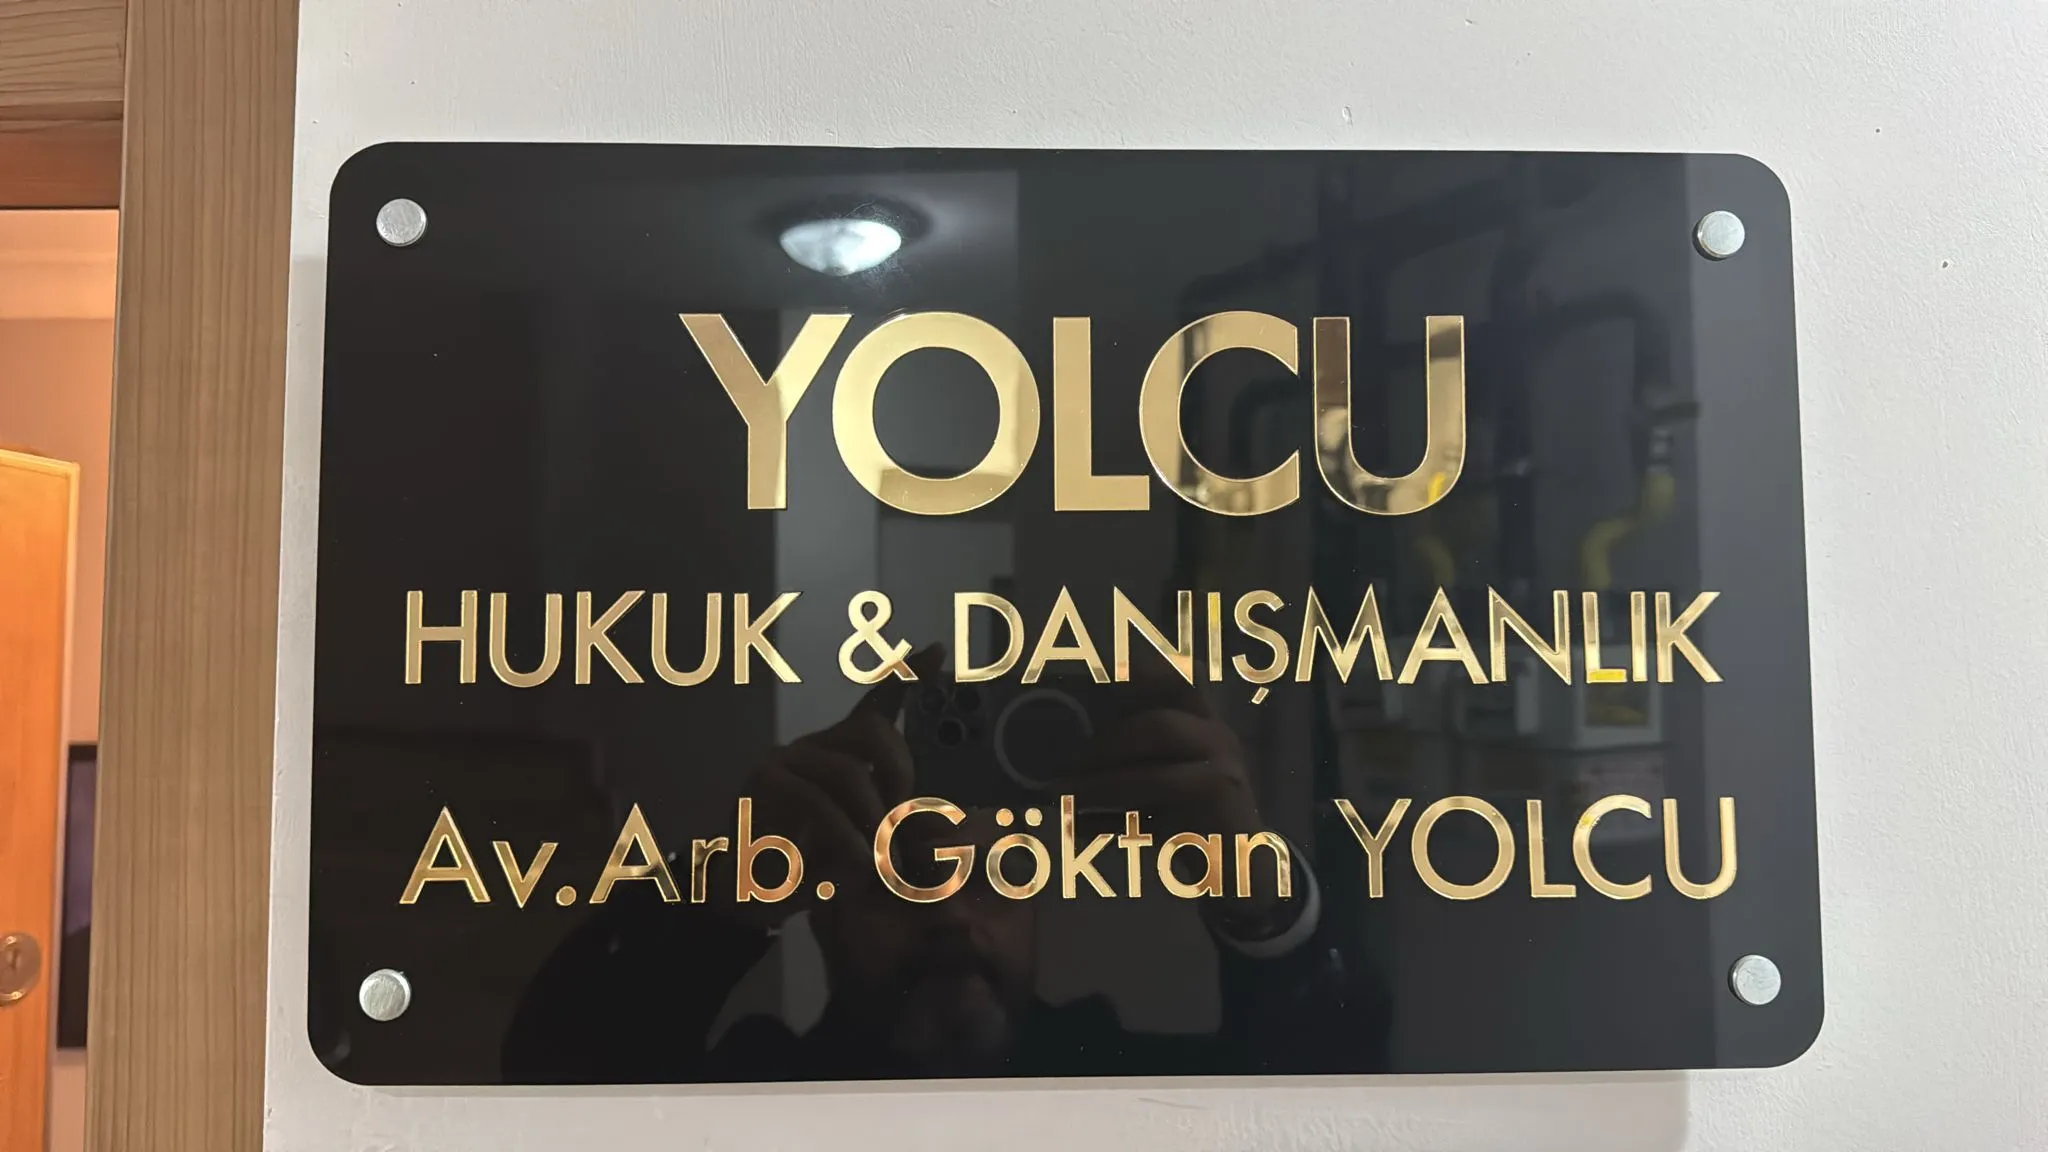 YOLCU
HUKUK & DANIŞMANLIK
Av.Arb. Göktan YOLCU